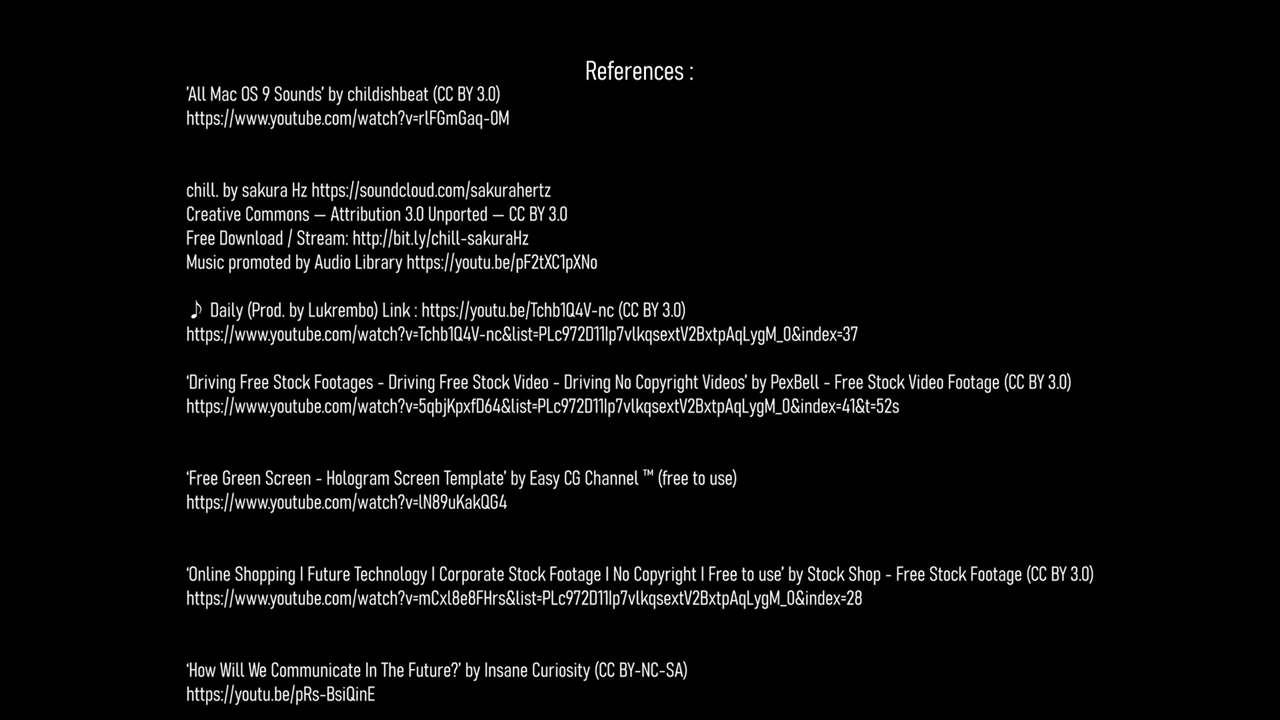 References :
'All Mac OS 9 Sounds' by childishbeat (CC BY 3.0)
https://www.youtube.com/watch?v=rlFGmGaq-0M
chill. by sakura Hz https://soundcloud.com/sakurahertz
Creative Commons — Attribution 3.0 Unported — CC BY 3.0
Free Download / Stream: http://bit.ly/chill-sakuraHz
Music promoted by Audio Library https://youtu.be/pF2tXC1pXNo
♪ Daily (Prod. by Lukrembo) Link : https://youtu.be/Tchb1Q4V-nc (CC BY 3.0)
https://www.youtube.com/watch?v=Tchb1Q4V-nc&list=PLc972D11Ip7vlkqsextV2BxtpAqLygM_0&index=37
‘Driving Free Stock Footages - Driving Free Stock Video - Driving No Copyright Videos’ by PexBell - Free Stock Video Footage (CC BY 3.0)
https://www.youtube.com/watch?v=5qbjKpxfD64&list=PLc972D11Ip7vlkqsextV2BxtpAqLygM_0&index=41&t=52s
‘Free Green Screen - Hologram Screen Template’ by Easy CG Channel ™ (free to use)
https://www.youtube.com/watch?v=lN89uKakQG4
‘Online Shopping | Future Technology | Corporate Stock Footage | No Copyright | Free to use’ by Stock Shop - Free Stock Footage (CC BY 3.0)
https://www.youtube.com/watch?v=mCxl8e8FHrs&list=PLc972D11Ip7vlkqsextV2BxtpAqLygM_0&index=28
‘How Will We Communicate In The Future?’ by Insane Curiosity (CC BY-NC-SA)
https://youtu.be/pRs-BsiQinE